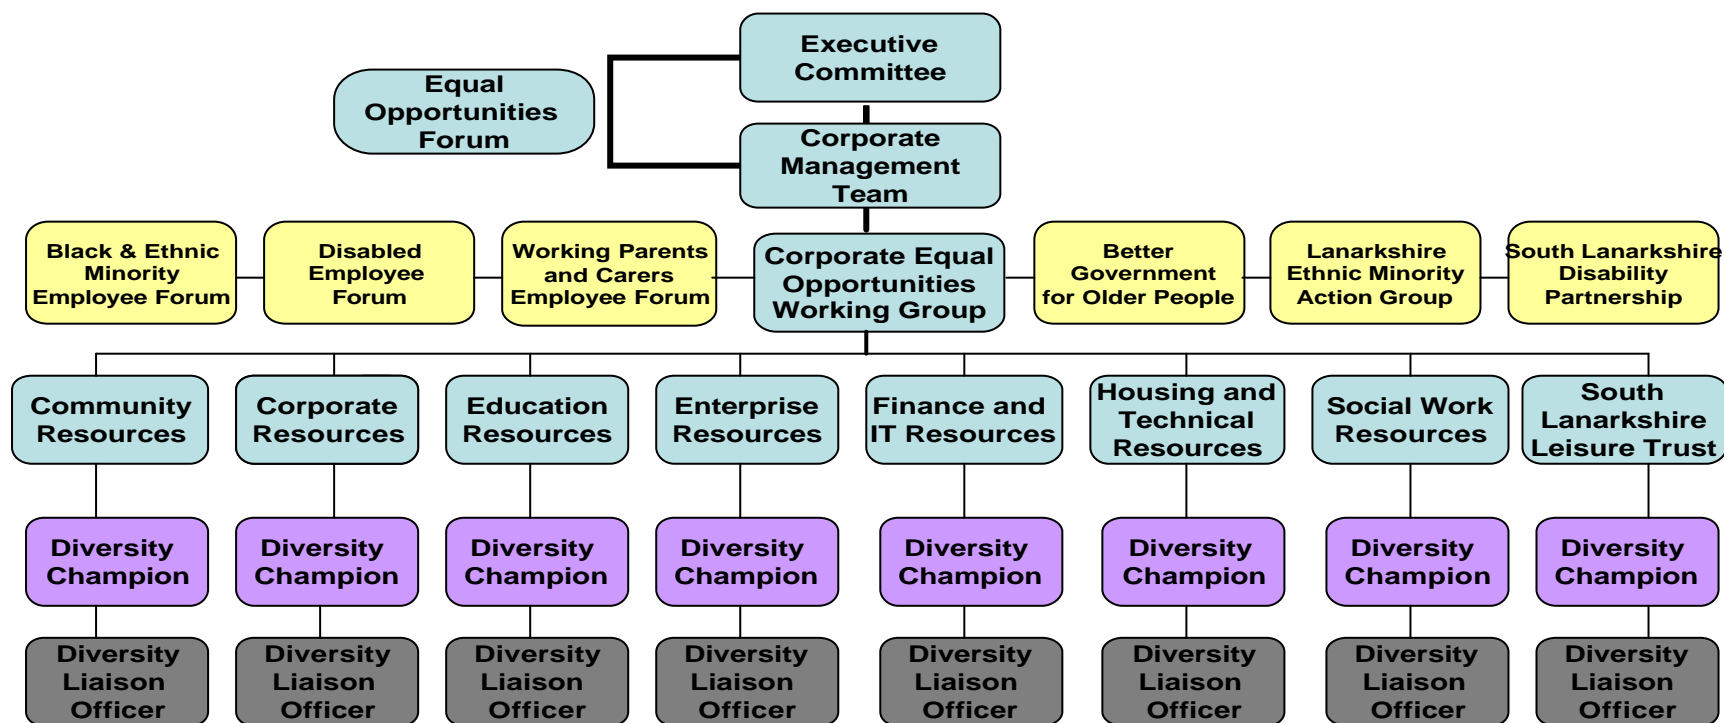 Executive
Committee
Equal
Opportunities
Forum
Corporate
Management
Team
Black & Ethnic
Minority
Employee Forum
Disabled
Employee
Forum
Working Parents
and Carers
Employee Forum
Corporate Equal
Opportunities
Working Group
Better
Government
for Older People
Lanarkshire
Ethnic Minority
Action Group
South Lanarkshire
Disability
Partnership
Community
Resources
Corporate
Resources
Education
Resources
Enterprise
Resources
Finance and
IT Resources
Housing and
Technical
Resources
Social Work
Resources
South
Lanarkshire
Leisure Trust
Diversity
Champion
Diversity
Champion
Diversity
Champion
Diversity
Champion
Diversity
Champion
Diversity
Champion
Diversity
Champion
Diversity
Champion
Diversity
Liaison
Officer
Diversity
Liaison
Officer
Diversity
Liaison
Officer
Diversity
Liaison
Officer
Diversity
Liaison
Officer
Diversity
Liaison
Officer
Diversity
Liaison
Officer
Diversity
Liaison
Officer